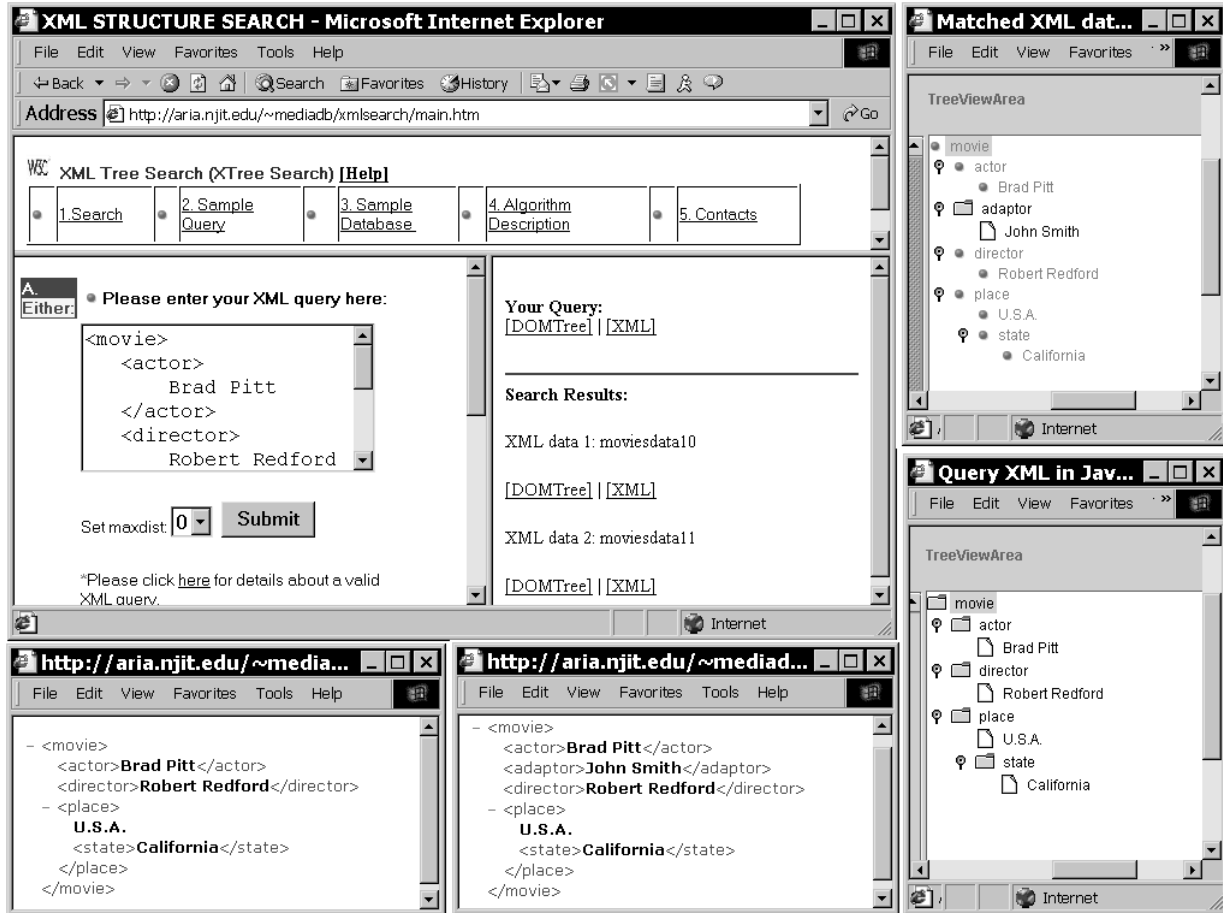 XML STRUCTURE SEARCH - Microsoft Internet Explorer
File Edit View Favorites Tools Help
Back Search Favorites History
Address http://aria.njit.edu/~mediadb/xmlsearch/main.htm Go
W3C XML Tree Search (XTree Search) [Help]
1.Search
2. Sample Query
3. Sample Database
4. Algorithm Description
5. Contacts
A. Either:
Please enter your XML query here:
<movie>
<actor>
Brad Pitt
</actor>
<director>
Robert Redford
Set maxdist: 0 Submit
*Please click here for details about a valid
XML query.
Your Query:
[DOMTree] | [XML]
Search Results:
XML data 1: moviesdata10
[DOMTree] | [XML]
XML data 2: moviesdata11
[DOMTree] | [XML]
Internet
Matched XML dat...
File Edit View Favorites »
TreeViewArea
movie
actor
Brad Pitt
adaptor
John Smith
director
Robert Redford
place
U.S.A.
state
California
Internet
Query XML in Jav...
File Edit View Favorites »
TreeViewArea
movie
actor
Brad Pitt
director
Robert Redford
place
U.S.A.
state
California
Internet
http://aria.njit.edu/~media...
File Edit View Favorites Tools Help
- <movie>
<actor>Brad Pitt</actor>
<director>Robert Redford</director>
- <place>
U.S.A.
<state>California</state>
</place>
</movie>
http://aria.njit.edu/~mediad...
File Edit View Favorites Tools Help
- <movie>
<actor>Brad Pitt</actor>
<adaptor>John Smith</adaptor>
<director>Robert Redford</director>
- <place>
U.S.A.
<state>California</state>
</place>
</movie>